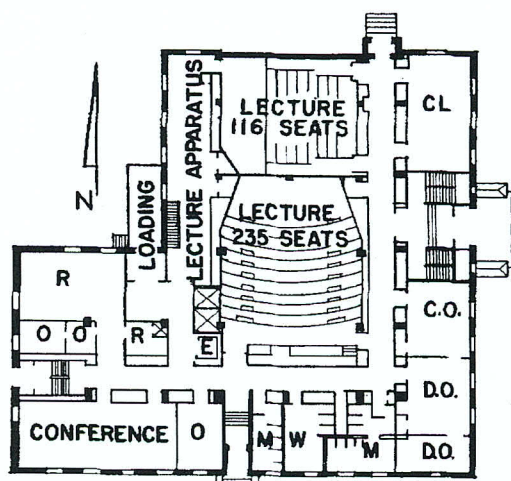 LECTURE
116 SEATS
CL
LECTURE APPARATUS
N
LOADING
LECTURE
235 SEATS
R
C.O.
O
O
R
E
D.O.
CONFERENCE
O
M
W
M
D.O.